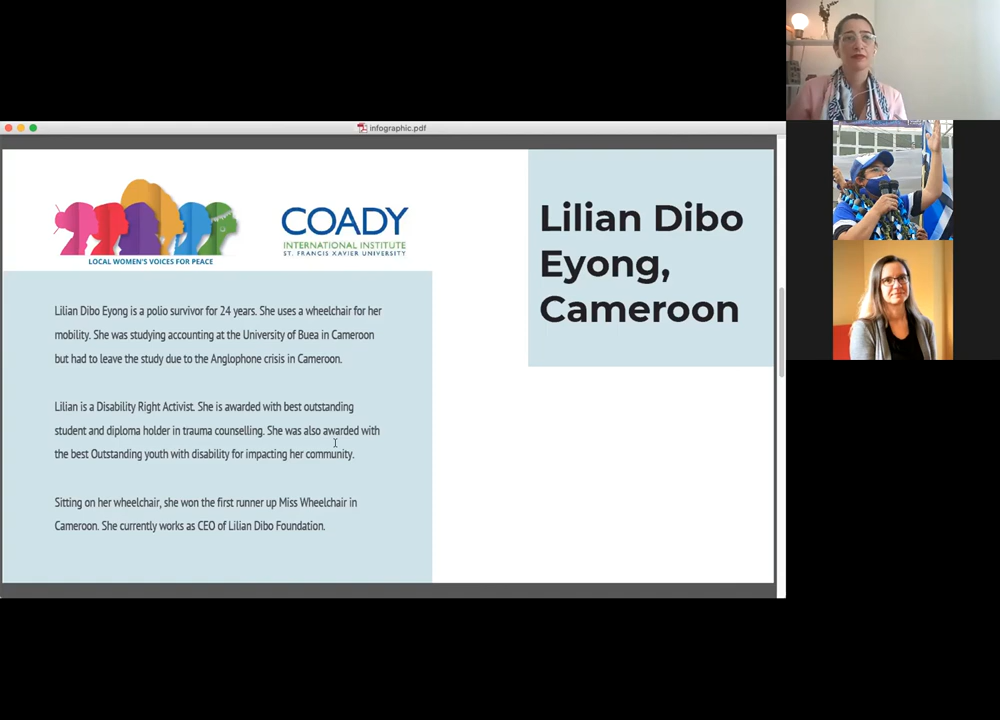 infographic.pdf
LOCAL WOMEN'S VOICES FOR PEACE
COADY
INTERNATIONAL INSTITUTE
ST. FRANCIS XAVIER UNIVERSITY
Lilian Dibo
Eyong,
Cameroon
Lilian Dibo Eyong is a polio survivor for 24 years. She uses a wheelchair for her
mobility. She was studying accounting at the University of Buea in Cameroon
but had to leave the study due to the Anglophone crisis in Cameroon.
Lilian is a Disability Right Activist. She is awarded with best outstanding
student and diploma holder in trauma counselling. She was also awarded with
the best Outstanding youth with disability for impacting her community.
Sitting on her wheelchair, she won the first runner up Miss Wheelchair in
Cameroon. She currently works as CEO of Lilian Dibo Foundation.